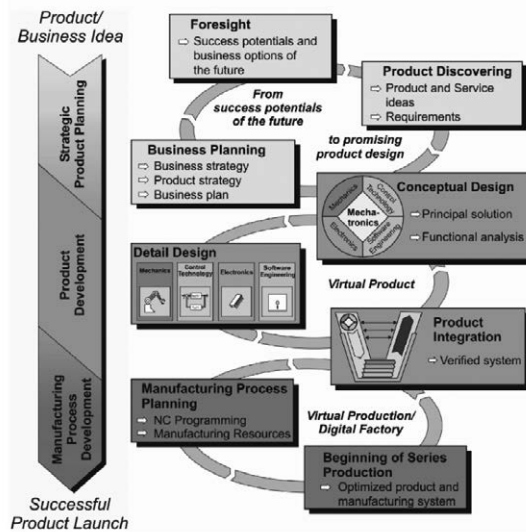 Product/
Business Idea
Strategic
Product Planning
Product
Development
Manufacturing
Process
Development
Successful
Product Launch
Foresight
⇨ Success potentials and
business options of
the future
From
success potentials
of the future
Product Discovering
⇨ Product and Service
ideas
⇨ Requirements
to promising
product design
Business Planning
⇨ Business strategy
⇨ Product strategy
⇨ Business plan
Conceptual Design
⇨ Principal solution
⇨ Functional analysis
Mechanics
Control
Technology
Mecha-
tronics
Electronics
Software
Engineering
Detail Design
Mechanics
Control
Technology
Electronics
Software
Engineering
Virtual Product
Product
Integration
⇨ Verified system
Manufacturing Process
Planning
⇨ NC Programming
⇨ Manufacturing Resources
Virtual Production/
Digital Factory
Beginning of Series
Production
⇨ Optimized product and
manufacturing system